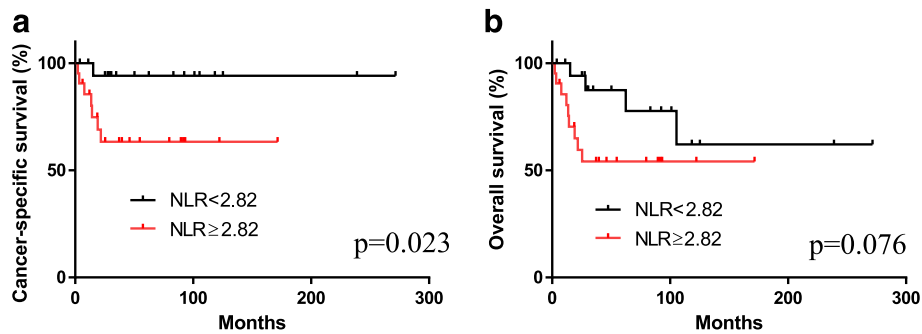 a
Cancer-specific survival (%)
100
50
0
NLR<2.82
NLR≥2.82
p=0.023
0 100 200 300
Months
b
Overall survival (%)
100
50
0
NLR<2.82
NLR≥2.82
p=0.076
0 100 200 300
Months